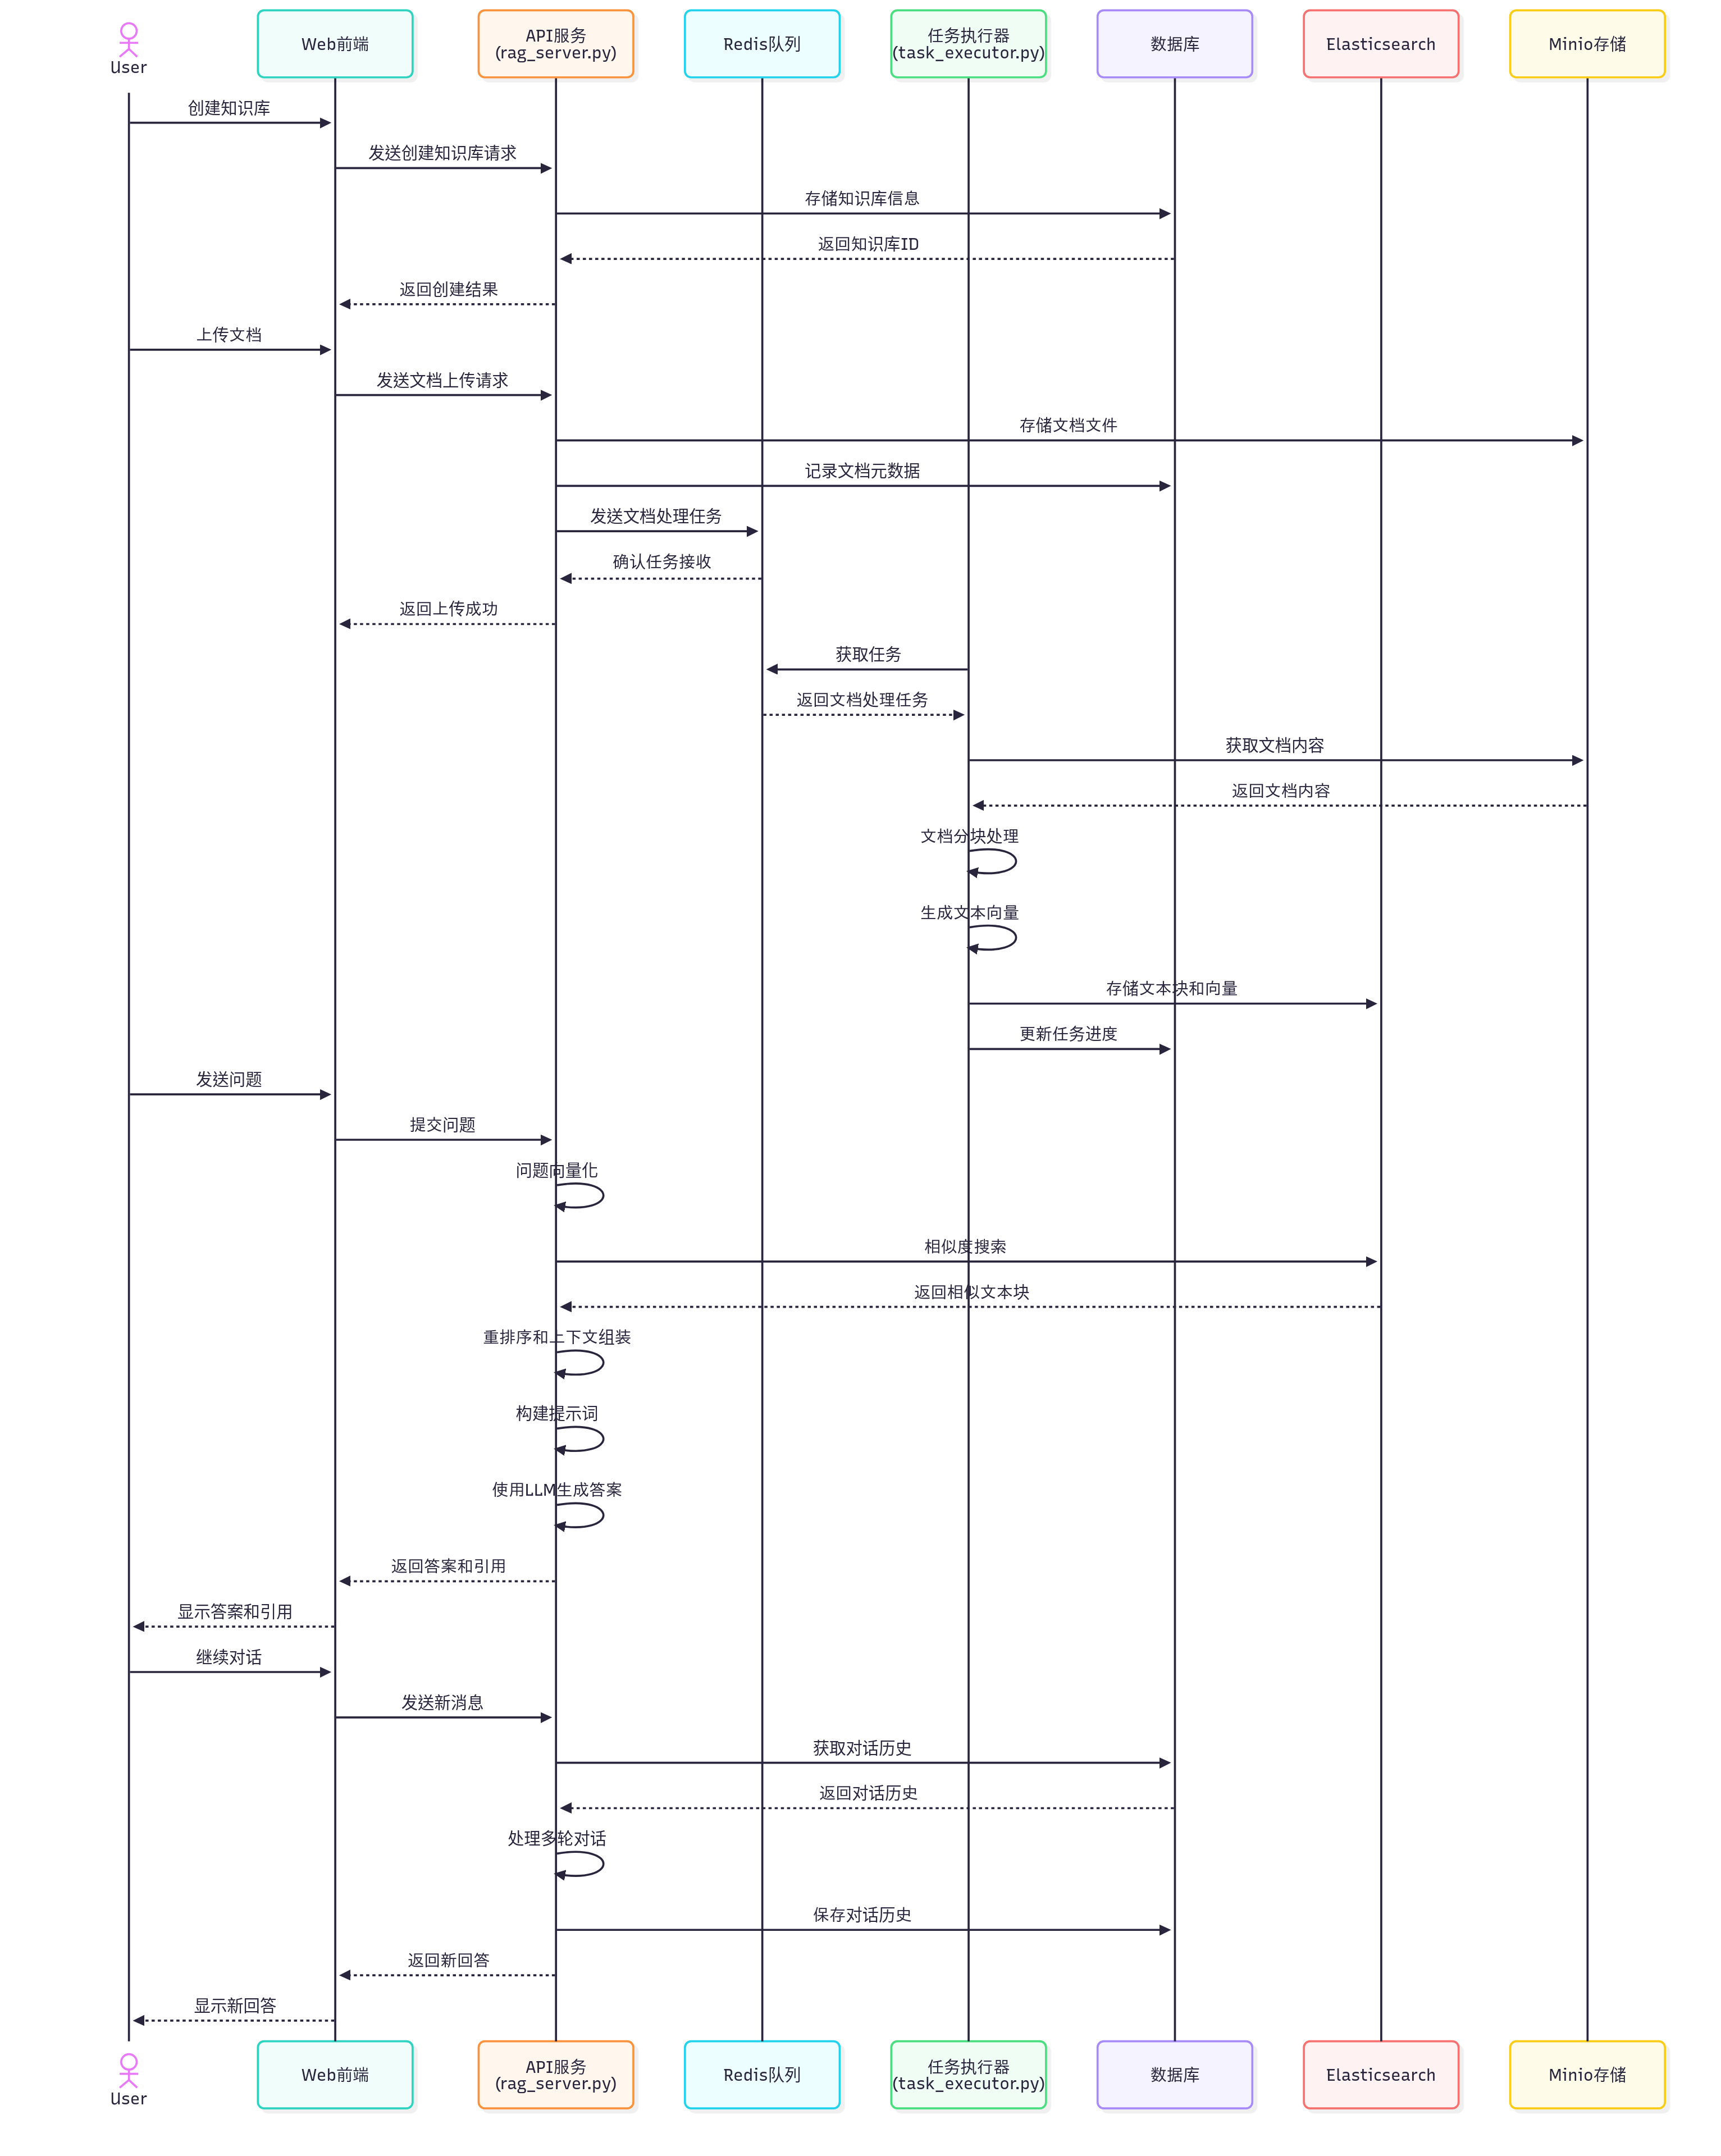 User
Web前端
API服务
(rag_server.py)
Redis队列
任务执行器
(task_executor.py)
数据库
Elasticsearch
Minio存储
创建知识库
发送创建知识库请求
存储知识库信息
返回知识库ID
返回创建结果
上传文档
发送文档上传请求
存储文档文件
记录文档元数据
发送文档处理任务
确认任务接收
返回上传成功
获取任务
返回文档处理任务
获取文档内容
返回文档内容
文档分块处理
生成文本向量
存储文本块和向量
更新任务进度
发送问题
提交问题
问题向量化
相似度搜索
返回相似文本块
重排序和上下文组装
构建提示词
使用LLM生成答案
返回答案和引用
显示答案和引用
继续对话
发送新消息
获取对话历史
返回对话历史
处理多轮对话
保存对话历史
返回新回答
显示新回答
User
Web前端
API服务
(rag_server.py)
Redis队列
任务执行器
(task_executor.py)
数据库
Elasticsearch
Minio存储